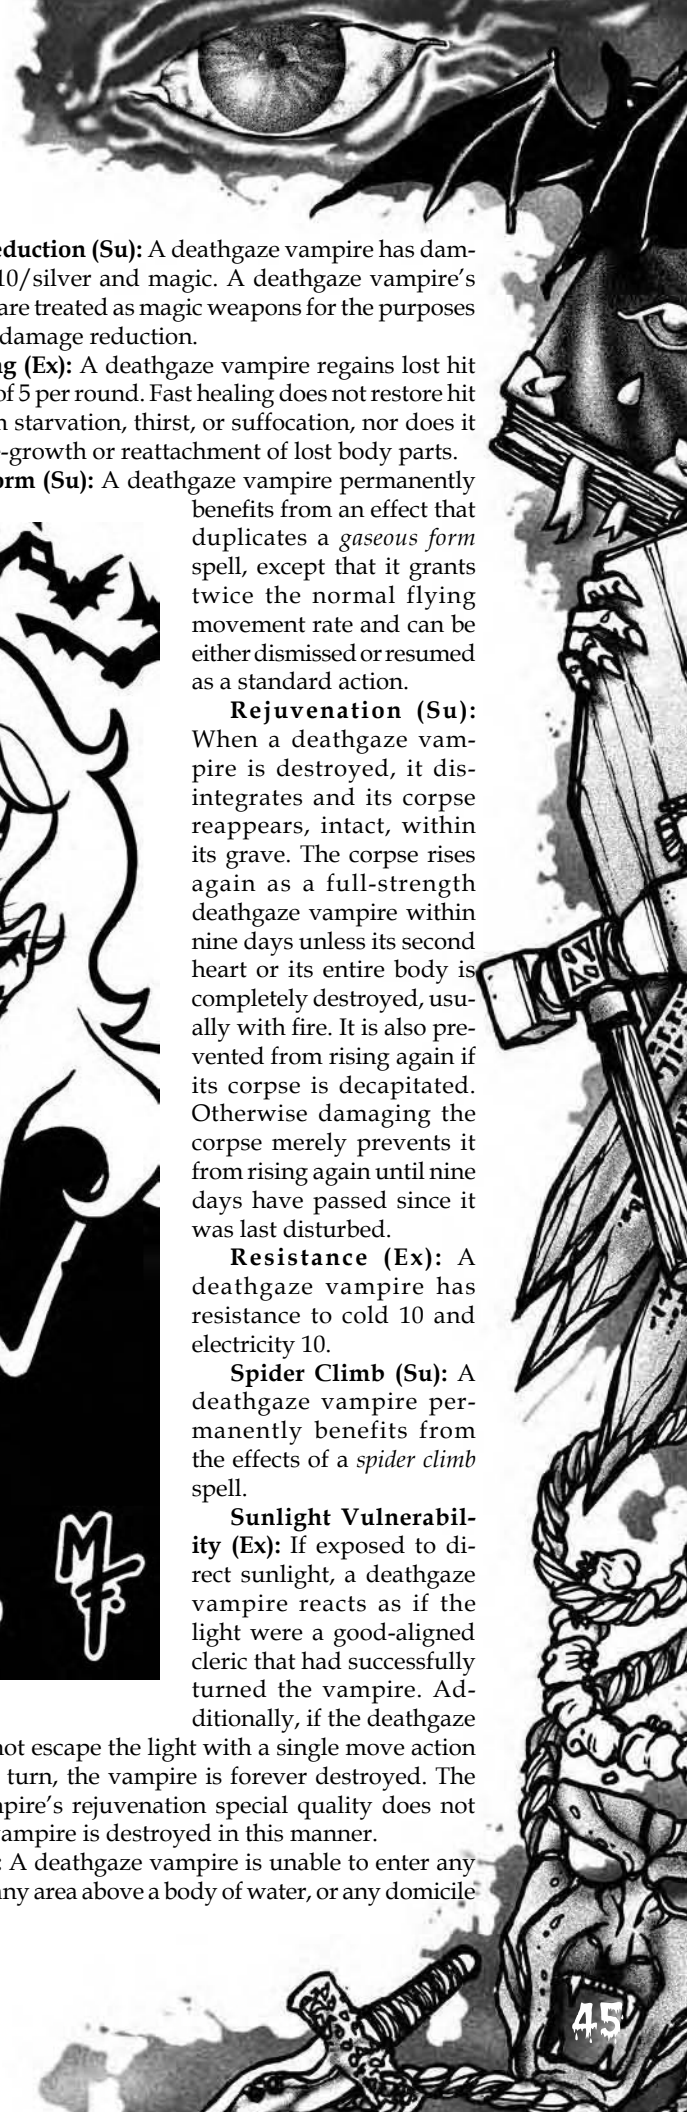 eduction (Su): A deathgaze vampire has dam-
10/silver and magic. A deathgaze vampire's
are treated as magic weapons for the purposes
damage reduction.
g (Ex): A deathgaze vampire regains lost hit
of 5 per round. Fast healing does not restore hit
starvation, thirst, or suffocation, nor does it
-growth or reattachment of lost body parts.
orm (Su): A deathgaze vampire permanently
benefits from an effect that
duplicates a gaseous form
spell, except that it grants
twice the normal flying
movement rate and can be
either dismissed or resumed
as a standard action.
Rejuvenation (Su):
When a deathgaze vam-
pire is destroyed, it dis-
integrates and its corpse
reappears, intact, within
its grave. The corpse rises
again as a full-strength
deathgaze vampire within
nine days unless its second
heart or its entire body is
completely destroyed, usu-
ally with fire. It is also pre-
vented from rising again if
its corpse is decapitated.
Otherwise damaging the
corpse merely prevents it
from rising again until nine
days have passed since it
was last disturbed.
Resistance (Ex): A
deathgaze vampire has
resistance to cold 10 and
electricity 10.
Spider Climb (Su): A
deathgaze vampire per-
manently benefits from
the effects of a spider climb
spell.
Sunlight Vulnerabil-
ity (Ex): If exposed to di-
rect sunlight, a deathgaze
vampire reacts as if the
light were a good-aligned
cleric that had successfully
turned the vampire. Ad-
ditionally, if the deathgaze
not escape the light with a single move action
turn, the vampire is forever destroyed. The
mpire's rejuvenation special quality does not
vampire is destroyed in this manner.
: A deathgaze vampire is unable to enter any
any area above a body of water, or any domicile
45